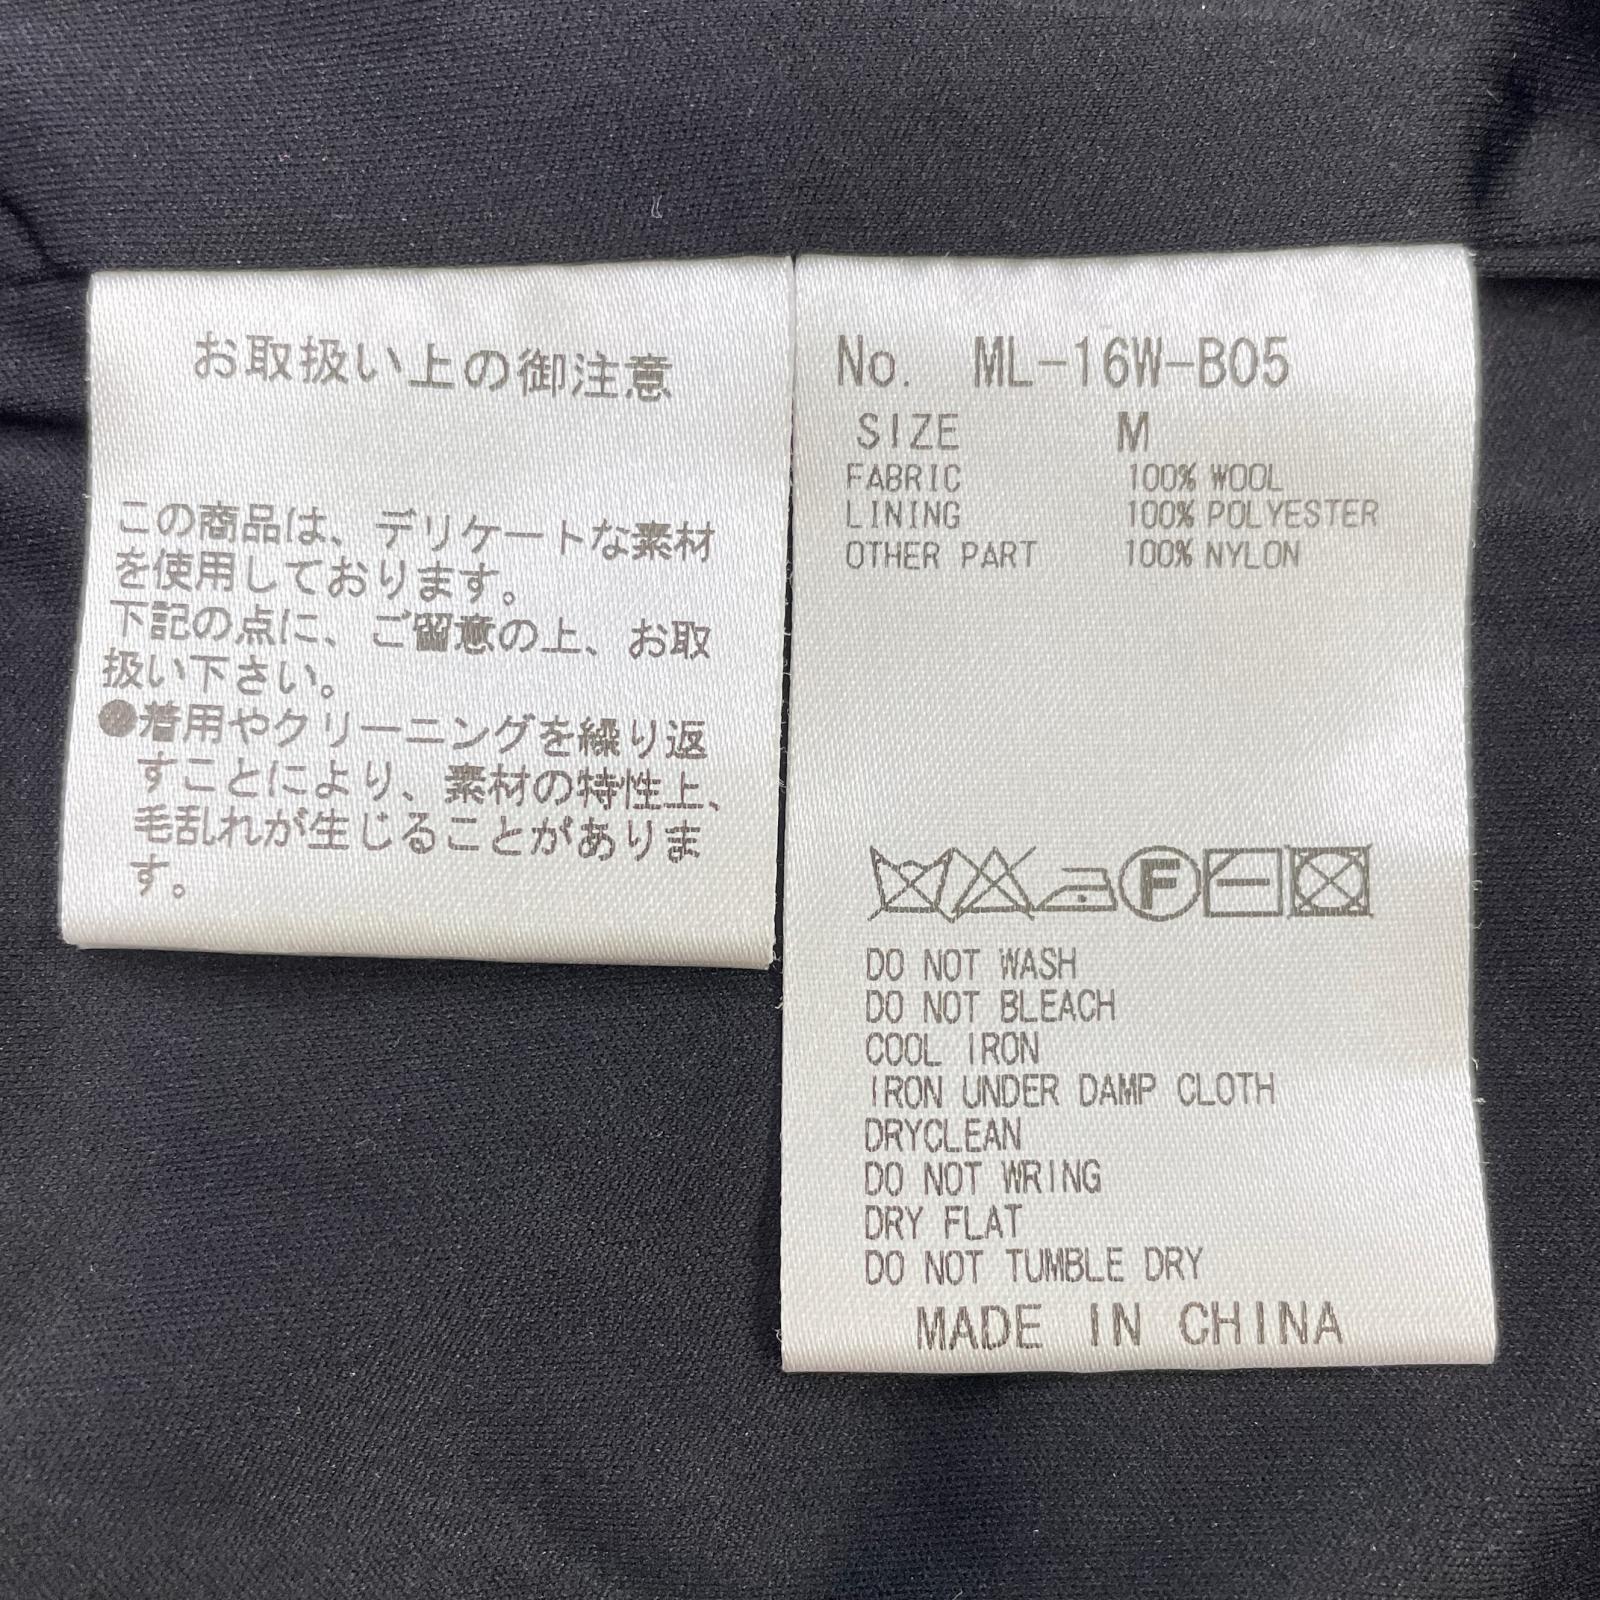 お取扱い上の御注意
この商品は、デリケートな素材
を使用しております。
下記の点に、ご留意の上、お取
扱い下さい。
●着用やクリーニングを繰り返
すことにより、素材の特性上、
毛乱れが生じることがありま
す。
No. ML-16W-B05
SIZE M
FABRIC 100% WOOL
LINING 100% POLYESTER
OTHER PART 100% NYLON
F
DO NOT WASH
DO NOT BLEACH
COOL IRON
IRON UNDER DAMP CLOTH
DRYCLEAN
DO NOT WRING
DRY FLAT
DO NOT TUMBLE DRY
MADE IN CHINA